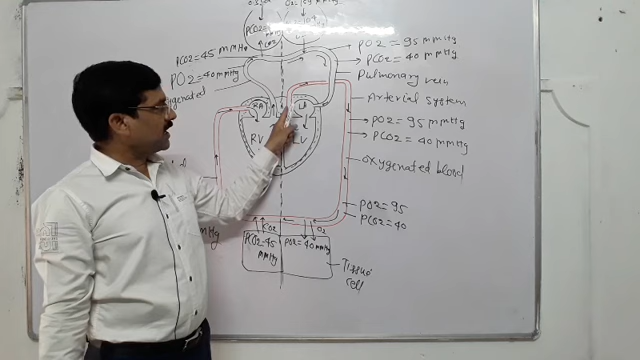 PCO2 = 45 mmHg
PO2 = 40 mmHg
PO2 = 95 mmHg
PCO2 = 40 mmHg
Pulmonary vein
Arterial system
PO2 = 95 mmHg
PCO2 = 40 mmHg
oxygenated blood
RA
LA
RV
LV
PO2 = 95
PCO2 = 40
CO2
O2
PCO2=45
mmHg
PO2 = 40 mmHg
Tissue
cell